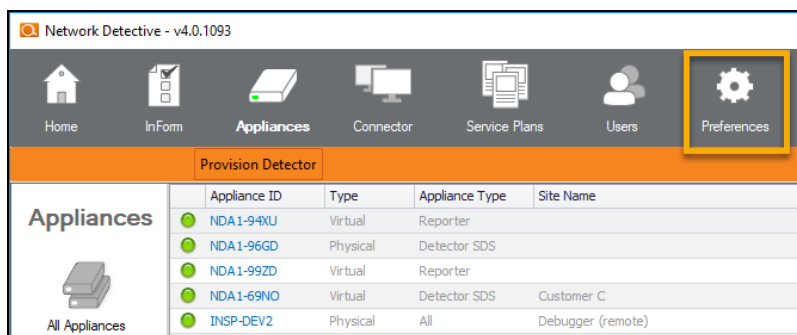 Network Detective - v4.0.1093
Home InForm Appliances Connector Service Plans Users Preferences
Provision Detector
Appliances
All Appliances
Appliance ID Type Appliance Type Site Name
NDA1-94XU Virtual Reporter
NDA1-96GD Physical Detector SDS
NDA1-99ZD Virtual Reporter
NDA1-69NO Virtual Detector SDS Customer C
INSP-DEV2 Physical All Debugger (remote)